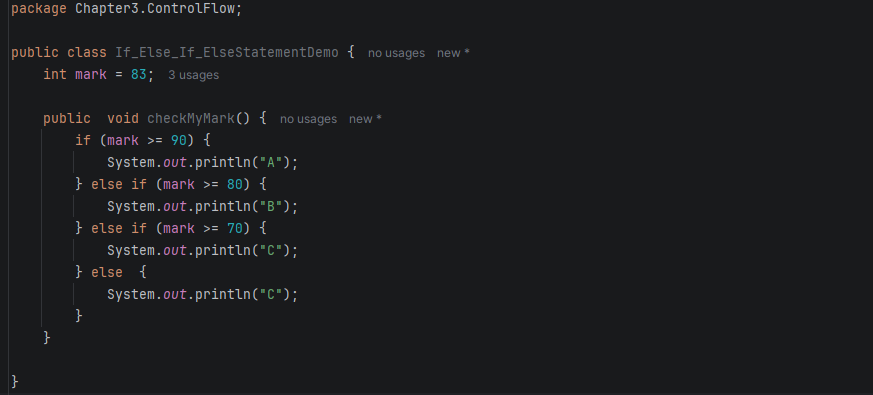 package Chapter3.ControlFlow;
public class If_Else_If_ElseStatementDemo {  no usages  new *
    int mark = 83;  3 usages
    public  void checkMyMark() {  no usages  new *
        if (mark >= 90) {
            System.out.println("A");
        } else if (mark >= 80) {
            System.out.println("B");
        } else if (mark >= 70) {
            System.out.println("C");
        } else  {
            System.out.println("C");
        }
    }
}